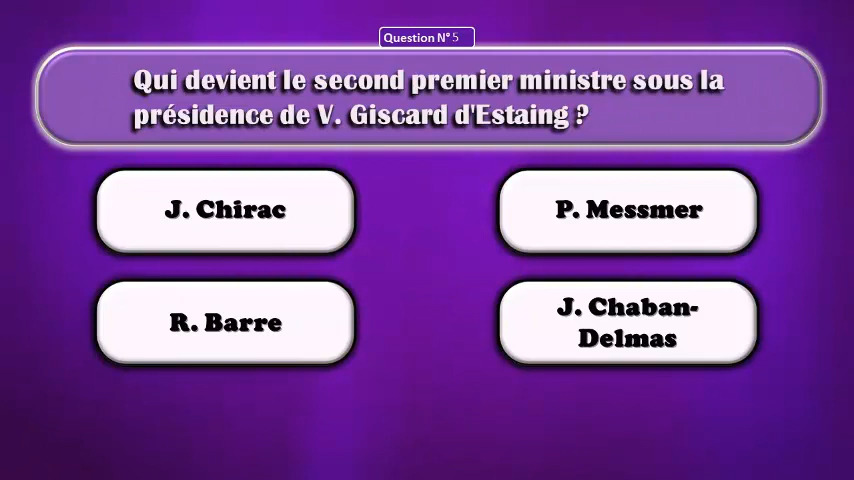 Question N° 5
Qui devient le second premier ministre sous la
présidence de V. Giscard d'Estaing ?
J. Chirac
P. Messmer
R. Barre
J. Chaban-
Delmas